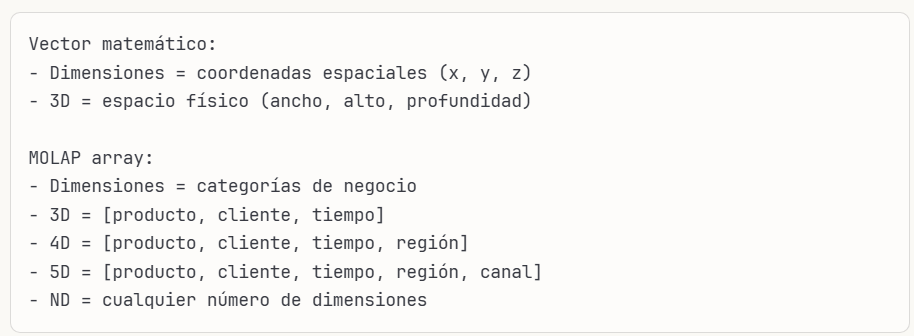 Vector matemático:
- Dimensiones = coordenadas espaciales (x, y, z)
- 3D = espacio físico (ancho, alto, profundidad)

MOLAP array:
- Dimensiones = categorías de negocio
- 3D = [producto, cliente, tiempo]
- 4D = [producto, cliente, tiempo, región]
- 5D = [producto, cliente, tiempo, región, canal]
- ND = cualquier número de dimensiones